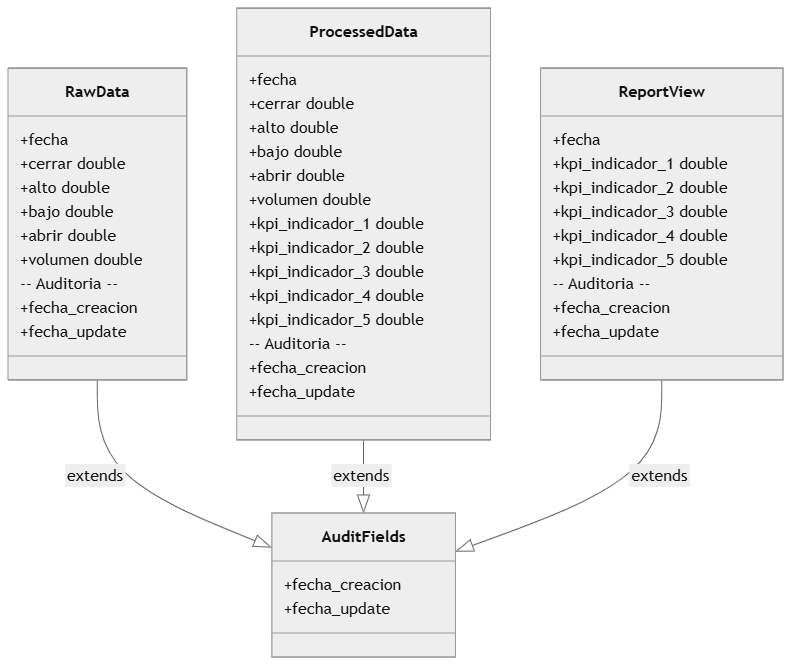 RawData
+fecha
+cerrar double
+alto double
+bajo double
+abrir double
+volumen double
-- Auditoria --
+fecha_creacion
+fecha_update
ProcessedData
+fecha
+cerrar double
+alto double
+bajo double
+abrir double
+volumen double
+kpi_indicador_1 double
+kpi_indicador_2 double
+kpi_indicador_3 double
+kpi_indicador_4 double
+kpi_indicador_5 double
-- Auditoria --
+fecha_creacion
+fecha_update
ReportView
+fecha
+kpi_indicador_1 double
+kpi_indicador_2 double
+kpi_indicador_3 double
+kpi_indicador_4 double
+kpi_indicador_5 double
-- Auditoria --
+fecha_creacion
+fecha_update
extends
extends
extends
AuditFields
+fecha_creacion
+fecha_update